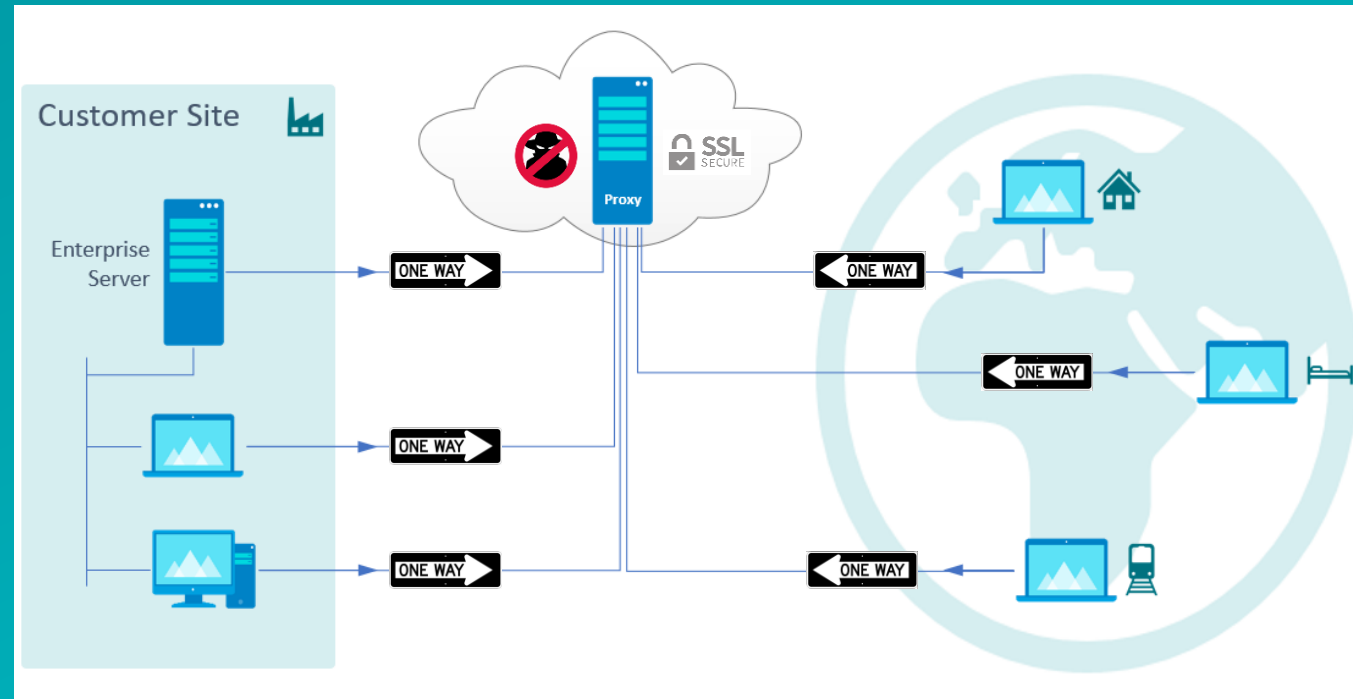 Customer Site
Enterprise
Server
SSL
SECURE
Proxy
ONE WAY
ONE WAY
ONE WAY
ONE WAY
ONE WAY
ONE WAY